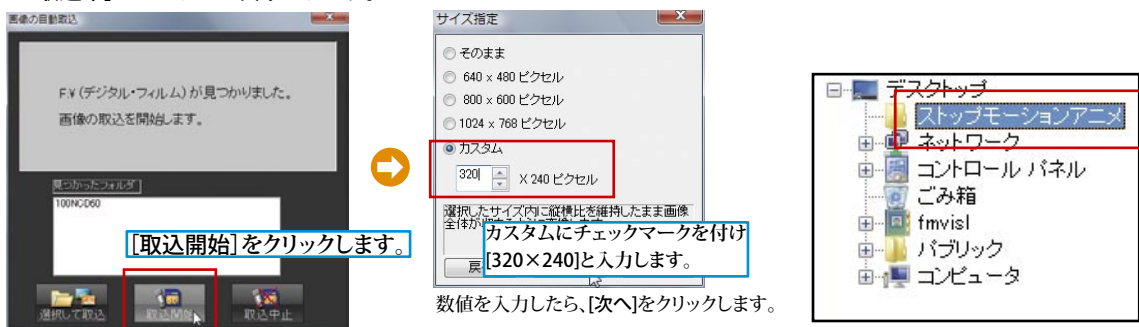 画像の自動取込
F:¥ (デジタル・フィルム) が見つかりました。
画像の取込を開始します。
見つかったフォルダ
100NCD60
[取込開始]をクリックします。
選択して取込
取込開始
取込中止
サイズ指定
そのまま
640 x 480 ピクセル
800 x 600 ピクセル
1024 x 768 ピクセル
カスタム
320
X 240 ピクセル
選択したサイズ内に縦横比を維持したまま画像
カスタムにチェックマークを付け
[320×240]と入力します。
数値を入力したら、[次へ]をクリックします。
デスクトップ
ストップモーションアニメ
ネットワーク
コントロール パネル
ごみ箱
fmvisl
パブリック
コンピュータ